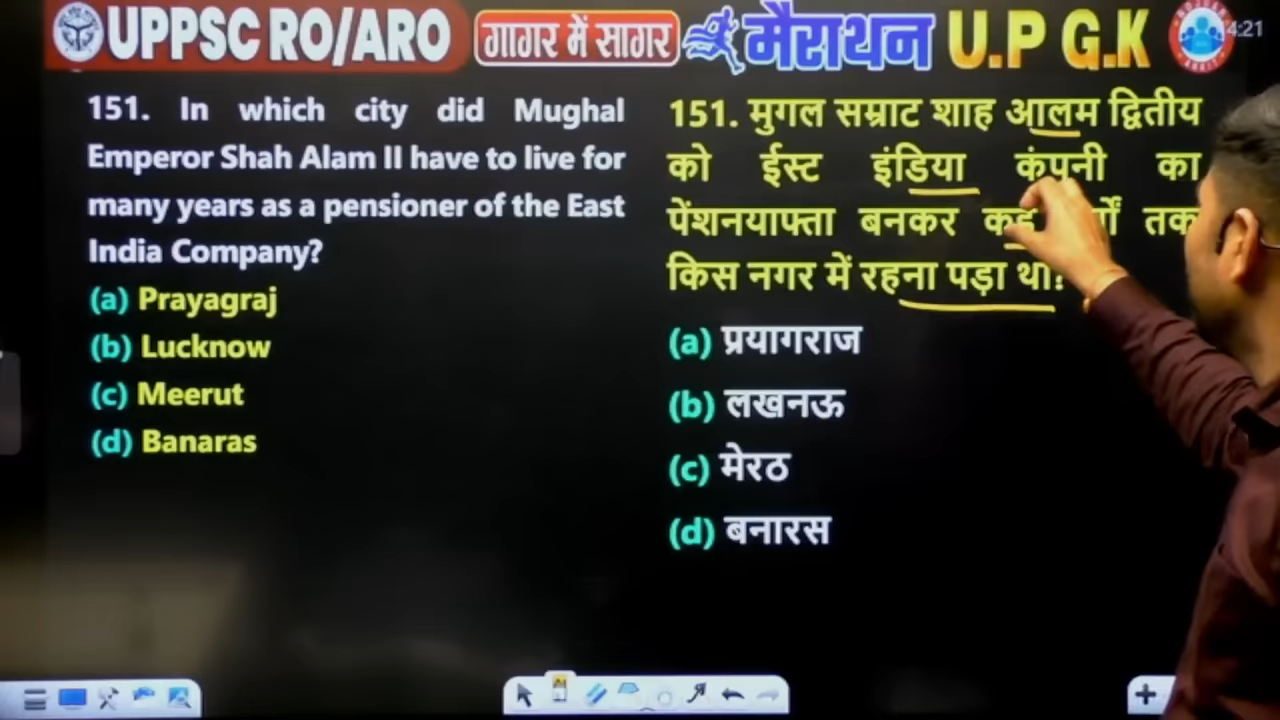 UPPSC RO/ARO गागर में सागर मैराथन U.P G.K
4:21
151. In which city did Mughal
Emperor Shah Alam II have to live for
many years as a pensioner of the East
India Company?
(a) Prayagraj
(b) Lucknow
(c) Meerut
(d) Banaras
151. मुगल सम्राट शाह आलम द्वितीय
को ईस्ट इंडिया कंपनी का
पेंशनयाफ्ता बनकर तक
किस नगर में रहना पड़ा था?
(a) प्रयागराज
(b) लखनऊ
(c) मेरठ
(d) बनारस